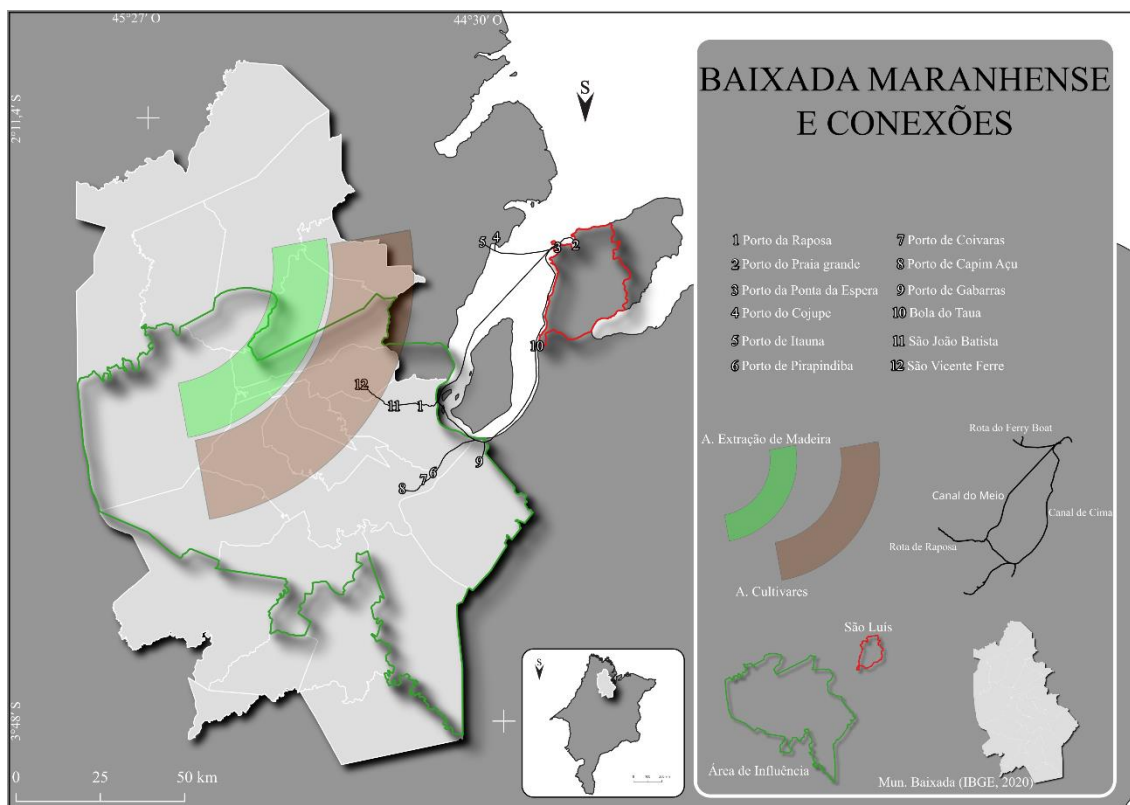 45°27' O
44°30' O
2°11,4' S
3°48' S
S
5
4
3
2
10
12
11
1
9
6
7
8
0 25 50 km
S
BAIXADA MARANHENSE
E CONEXÕES
1 Porto da Raposa
2 Porto do Praia grande
3 Porto da Ponta da Espera
4 Porto do Cojupe
5 Porto de Itauna
6 Porto de Pirapindiba
7 Porto de Coivaras
8 Porto de Capim Açu
9 Porto de Gabarras
10 Bola do Taua
11 São João Batista
12 São Vicente Ferre
A. Extração de Madeira
A. Cultivares
Rota do Ferry Boat
Canal do Meio
Canal de Cima
Rota de Raposa
São Luís
Área de Influência
Mun. Baixada (IBGE, 2020)